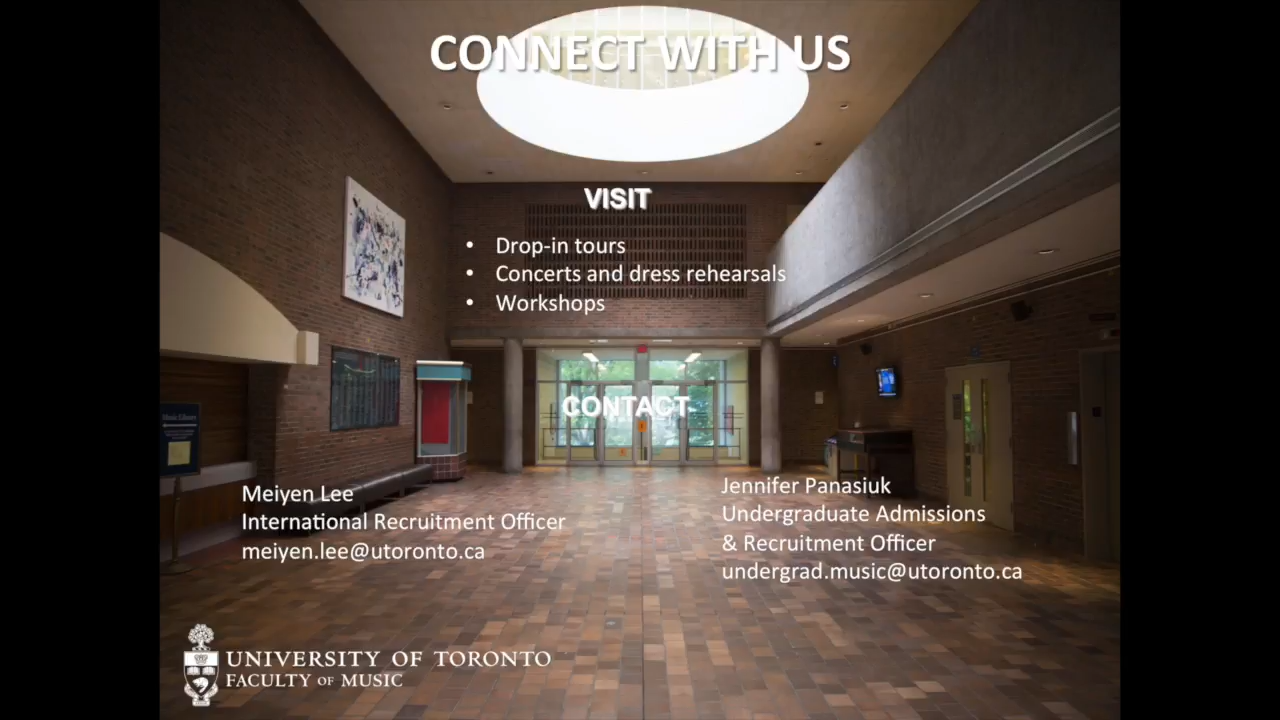 CONNECT WITH US
VISIT
• Drop-in tours
• Concerts and dress rehearsals
• Workshops
CONTACT
Meiyen Lee
International Recruitment Officer
meiyen.lee@utoronto.ca
Jennifer Panasiuk
Undergraduate Admissions
& Recruitment Officer
undergrad.music@utoronto.ca
UNIVERSITY OF TORONTO
FACULTY OF MUSIC
Music Library